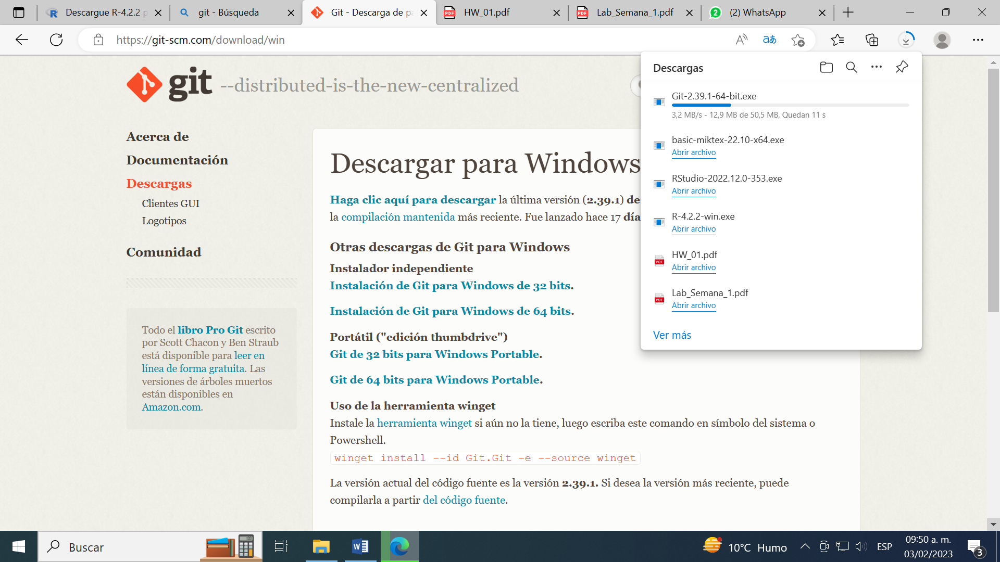 Descargue R-4.2.2 p
git - Búsqueda
Git - Descarga de pa
HW_01.pdf
Lab_Semana_1.pdf
2
(2) WhatsApp
https://git-scm.com/download/win
git --distributed-is-the-new-centralized
Acerca de
Documentación
Descargas
Clientes GUI
Logotipos
Comunidad
Todo el libro Pro Git escrito
por Scott Chacon y Ben Straub
está disponible para leer en
línea de forma gratuita. Las
versiones de árboles muertos
están disponibles en
Amazon.com.
Descargar para Windows
Haga clic aquí para descargar la última versión (2.39.1) de
la compilación mantenida más reciente. Fue lanzado hace 17 día
Otras descargas de Git para Windows
Instalador independiente
Instalación de Git para Windows de 32 bits.
Instalación de Git para Windows de 64 bits.
Portátil ("edición thumbdrive")
Git de 32 bits para Windows Portable.
Git de 64 bits para Windows Portable.
Uso de la herramienta winget
Instale la herramienta winget si aún no la tiene, luego escriba este comando en símbolo del sistema o
Powershell.
winget install --id Git.Git -e --source winget
La versión actual del código fuente es la versión 2.39.1. Si desea la versión más reciente, puede
compilarla a partir del código fuente.
Descargas
Git-2.39.1-64-bit.exe
3,2 MB/s - 12,9 MB de 50,5 MB, Quedan 11 s
basic-miktex-22.10-x64.exe
Abrir archivo
RStudio-2022.12.0-353.exe
Abrir archivo
R-4.2.2-win.exe
Abrir archivo
PDF
HW_01.pdf
Abrir archivo
PDF
Lab_Semana_1.pdf
Abrir archivo
Ver más
Buscar
10°C Humo
ESP
09:50 a. m.
03/02/2023
3